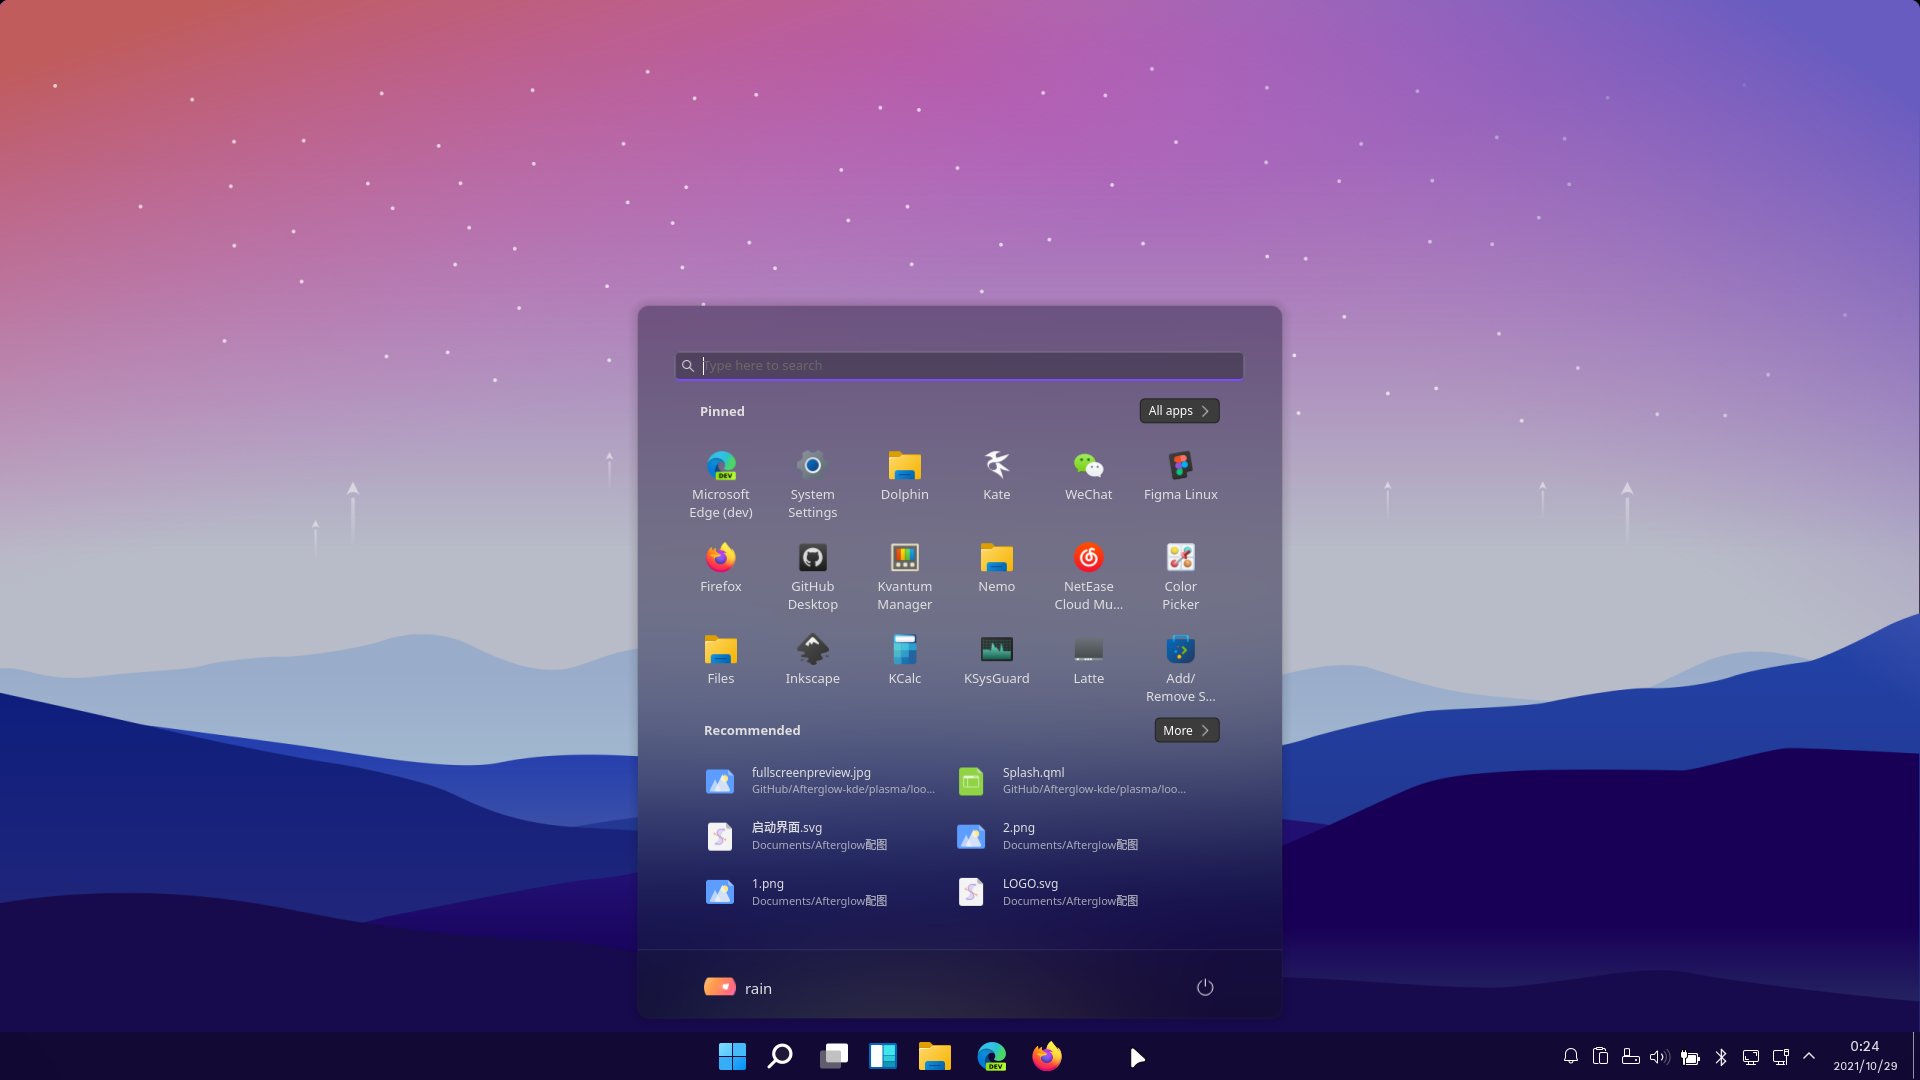 Type here to search
Pinned
All apps
Microsoft
Edge (dev)
System
Settings
Dolphin
Kate
WeChat
Figma Linux
Firefox
GitHub
Desktop
Kvantum
Manager
Nemo
NetEase
Cloud Mu...
Color
Picker
Files
Inkscape
KCalc
KSysGuard
Latte
Add/
Remove S...
Recommended
More
fullscreenpreview.jpg
GitHub/Afterglow-kde/plasma/loo...
Splash.qml
GitHub/Afterglow-kde/plasma/loo...
启动界面.svg
Documents/Afterglow配图
2.png
Documents/Afterglow配图
1.png
Documents/Afterglow配图
LOGO.svg
Documents/Afterglow配图
rain
DEV
DEV
0:24
2021/10/29